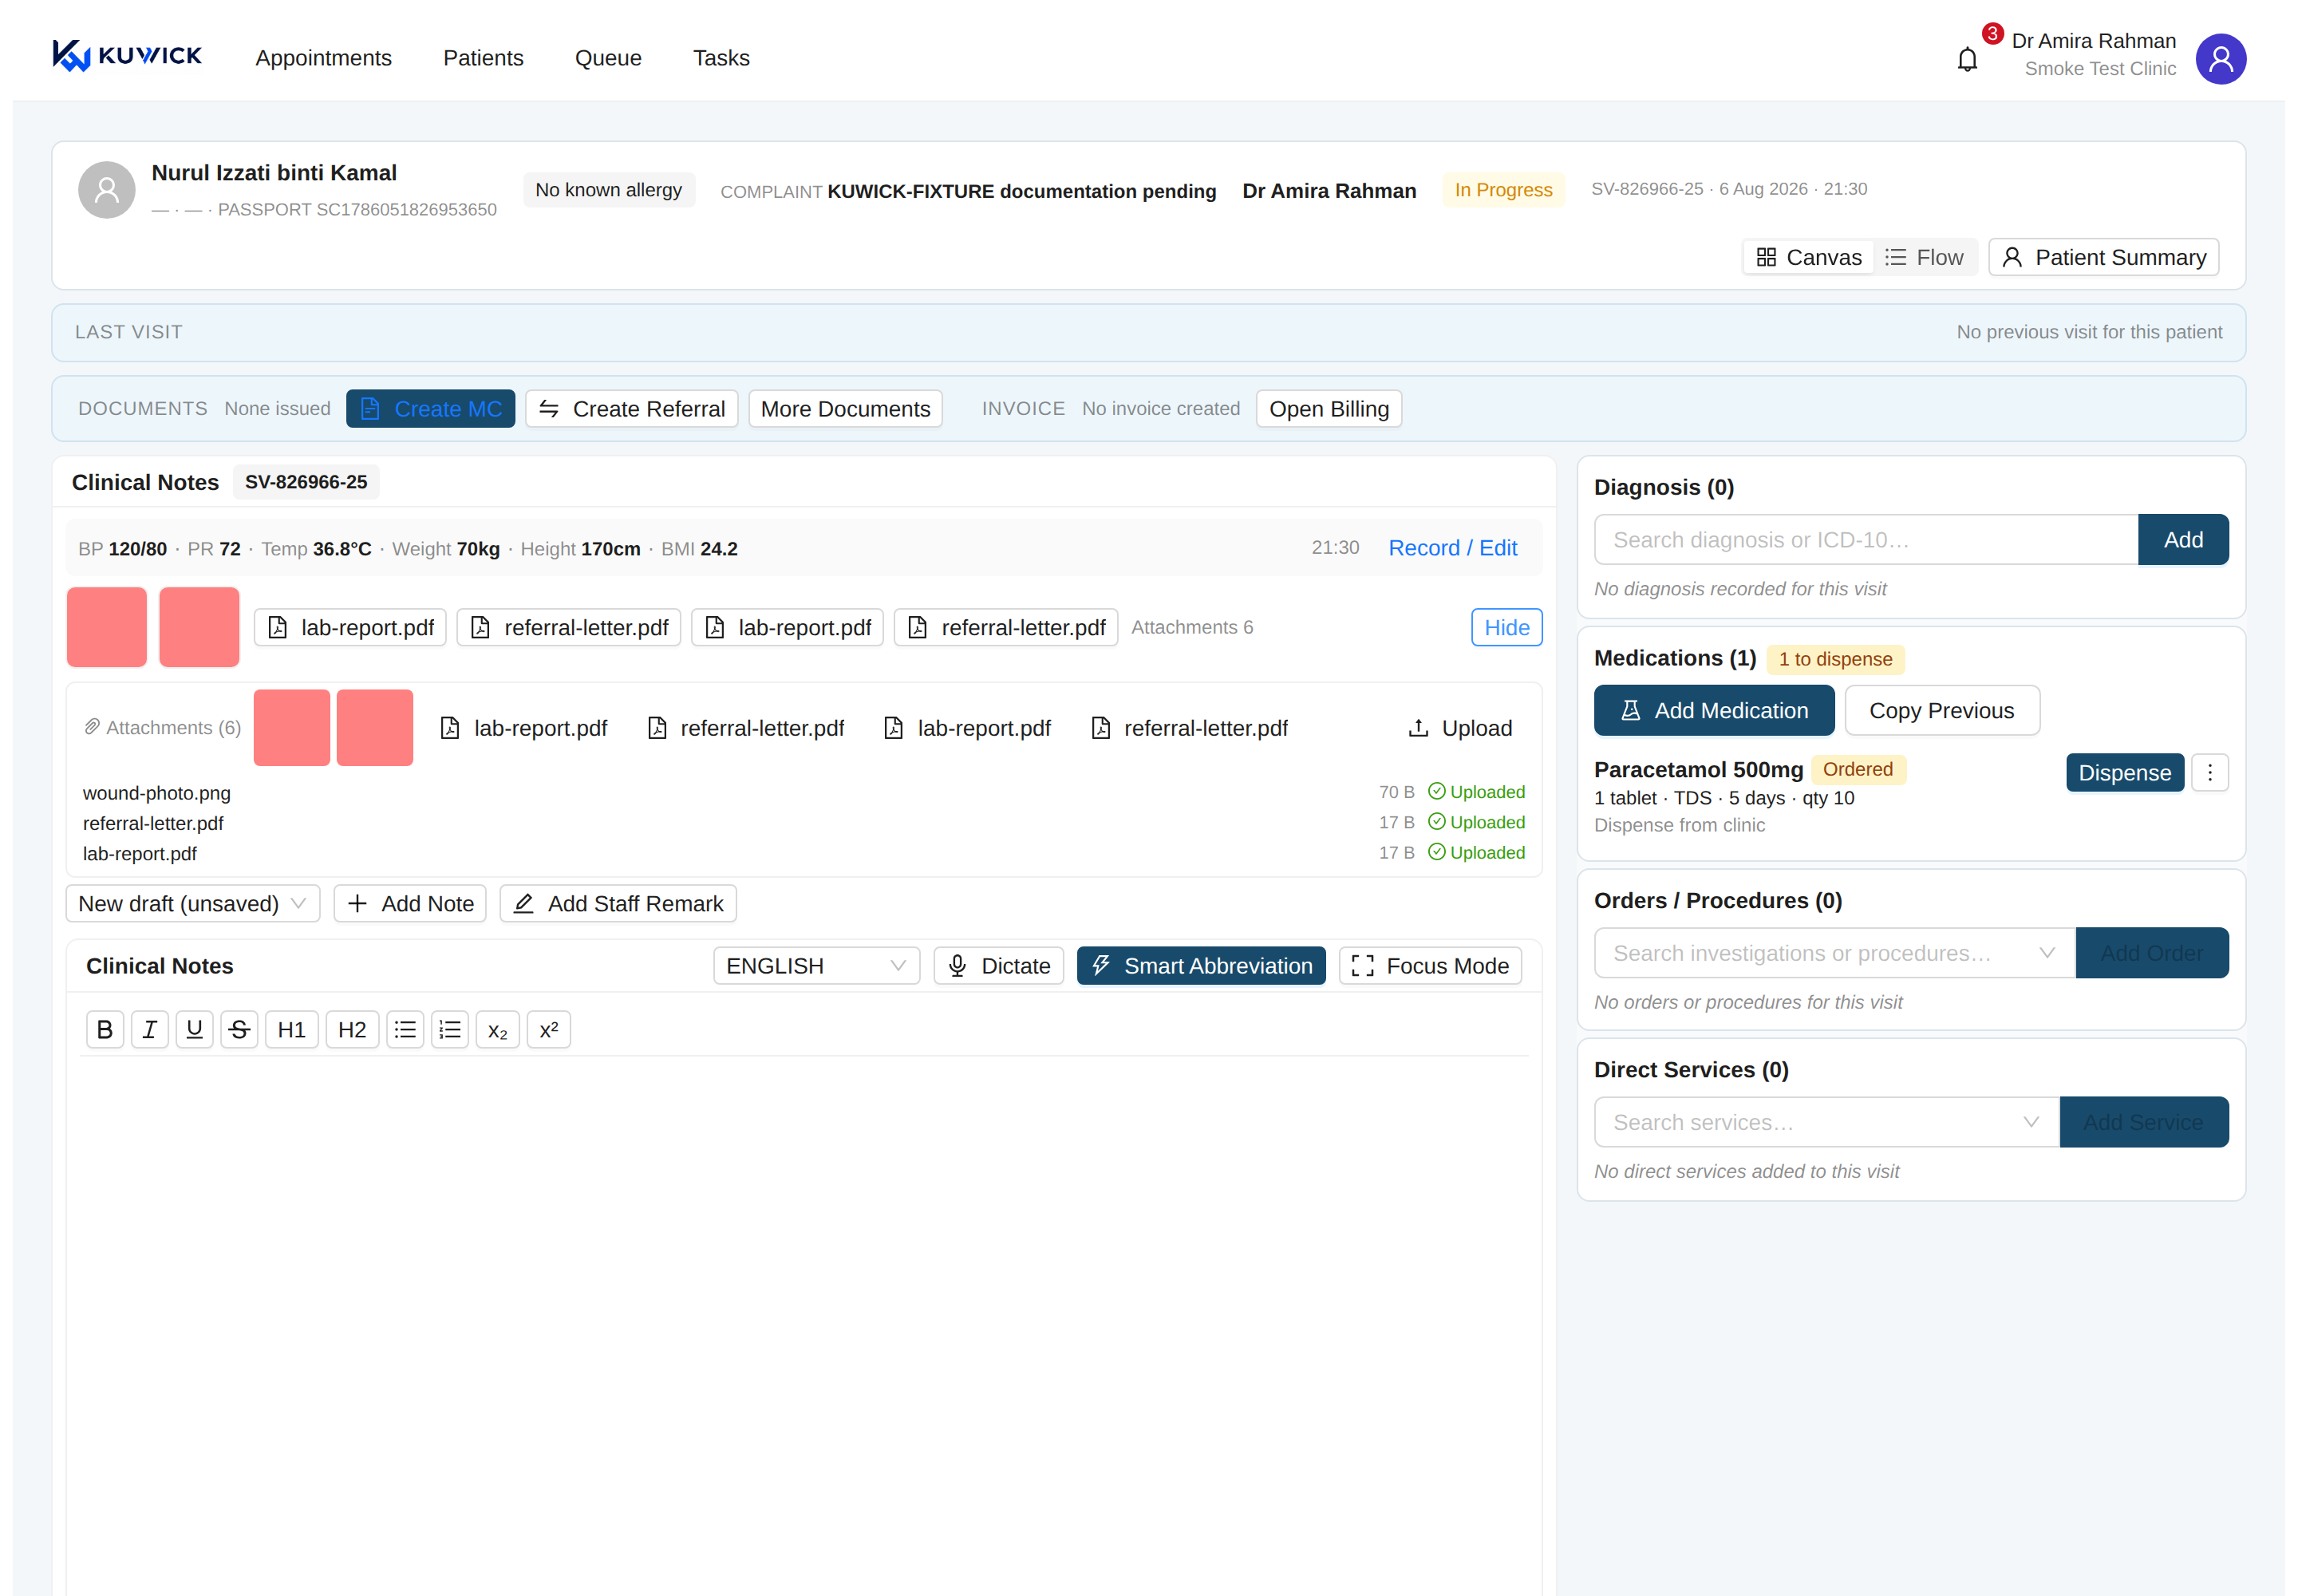 KUWICK
Appointments Patients Queue Tasks
3
Dr Amira Rahman
Smoke Test Clinic
Nurul Izzati binti Kamal
— · — · PASSPORT SC1786051826953650
No known allergy
COMPLAINT KUWICK-FIXTURE documentation pending
Dr Amira Rahman
In Progress
SV-826966-25 · 6 Aug 2026 · 21:30
Canvas Flow Patient Summary
LAST VISIT No previous visit for this patient
DOCUMENTS None issued Create MC Create Referral More Documents INVOICE No invoice created Open Billing
Clinical Notes SV-826966-25
BP 120/80 · PR 72 · Temp 36.8°C · Weight 70kg · Height 170cm · BMI 24.2 21:30 Record / Edit
lab-report.pdf referral-letter.pdf lab-report.pdf referral-letter.pdf Attachments 6 Hide
Attachments (6) lab-report.pdf referral-letter.pdf lab-report.pdf referral-letter.pdf Upload
wound-photo.png 70 B Uploaded
referral-letter.pdf 17 B Uploaded
lab-report.pdf 17 B Uploaded
New draft (unsaved) Add Note Add Staff Remark
Clinical Notes ENGLISH Dictate Smart Abbreviation Focus Mode
B I U S H1 H2 x₂ x²
Diagnosis (0)
Search diagnosis or ICD-10… Add
No diagnosis recorded for this visit
Medications (1) 1 to dispense
Add Medication Copy Previous
Paracetamol 500mg Ordered Dispense
1 tablet · TDS · 5 days · qty 10
Dispense from clinic
Orders / Procedures (0)
Search investigations or procedures… Add Order
No orders or procedures for this visit
Direct Services (0)
Search services… Add Service
No direct services added to this visit